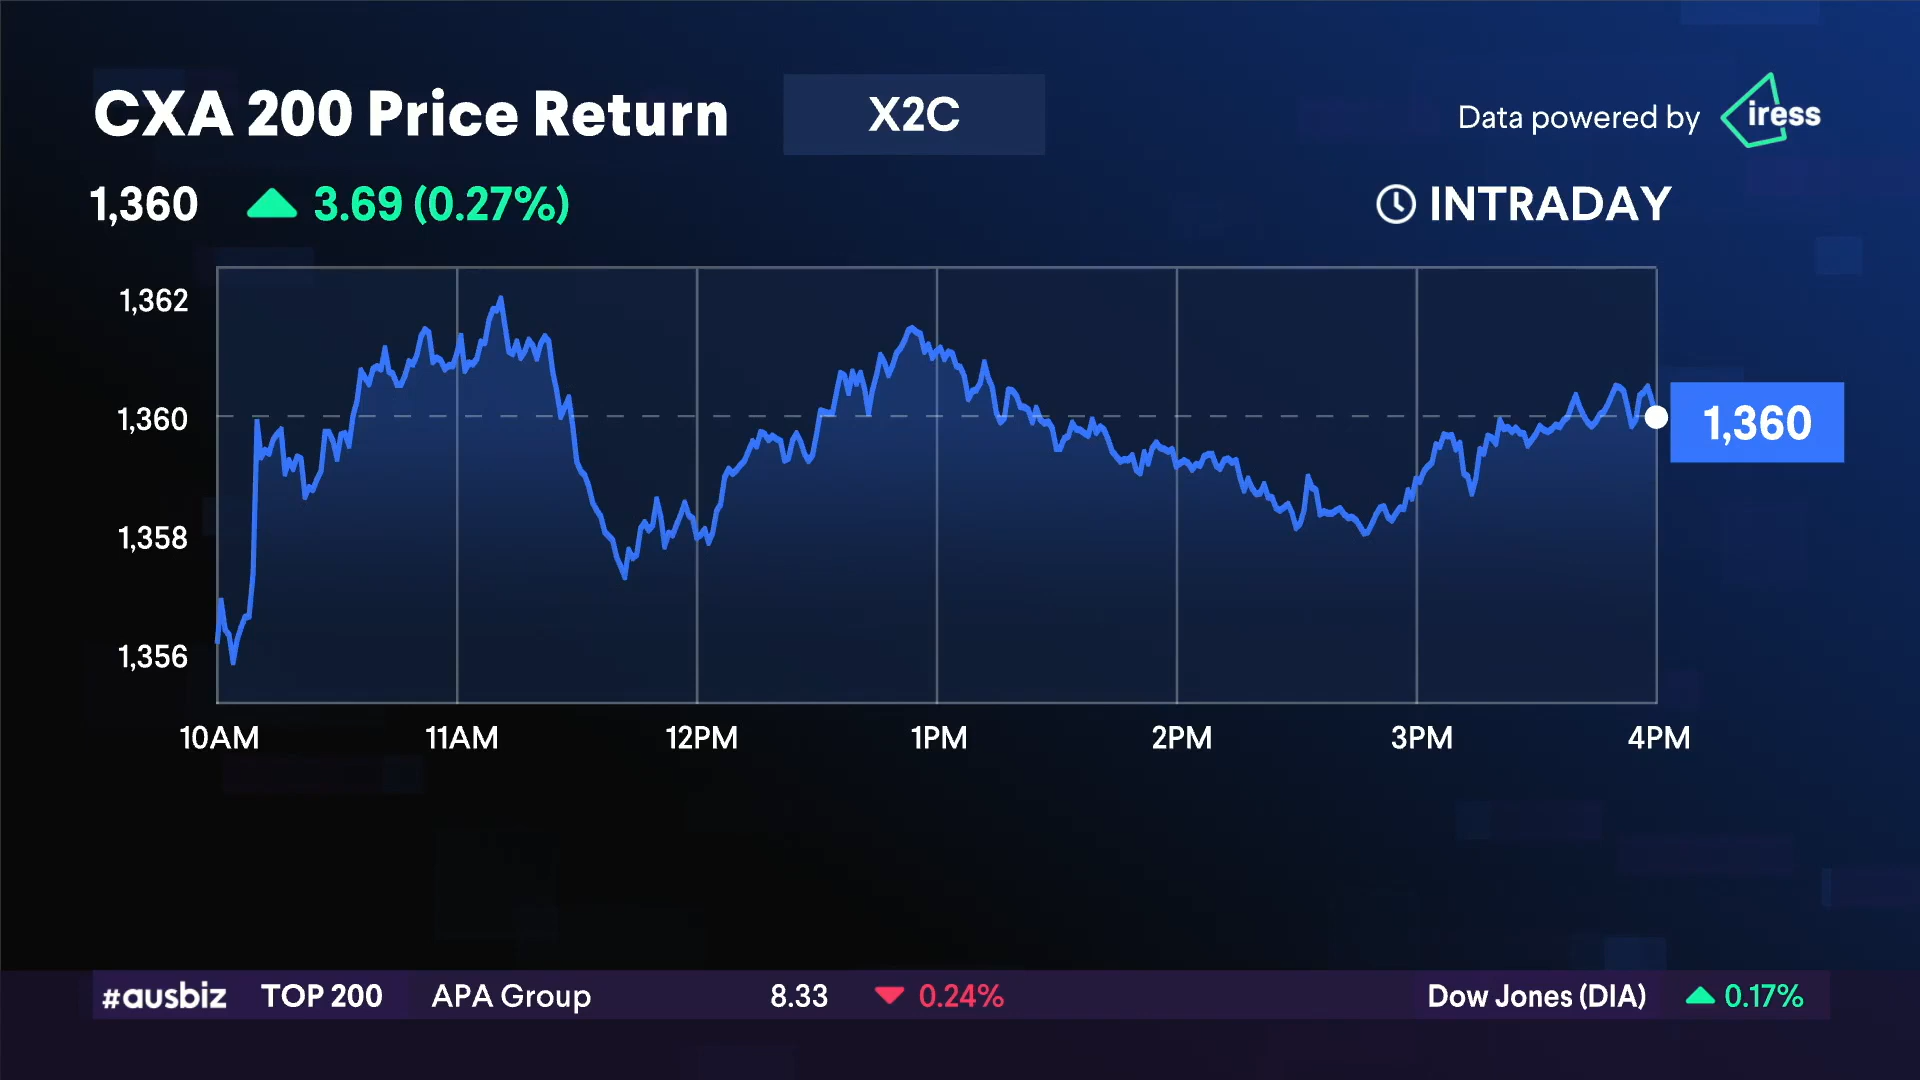 CXA 200 Price Return
X2C
Data powered by iress
1,360 3.69 (0.27%)
INTRADAY
1,362
1,360
1,358
1,356
1,360
10AM 11AM 12PM 1PM 2PM 3PM 4PM
#ausbiz TOP 200 APA Group 8.33 0.24% Dow Jones (DIA) 0.17%